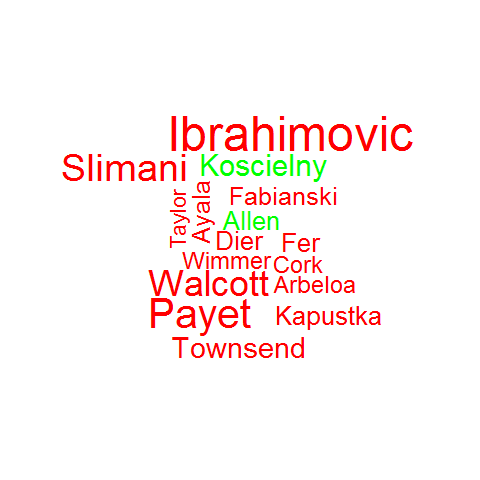 Ibrahimovic
Slimani
Koscielny
Taylor
Ayala
Fabianski
Allen
Dier
Fer
Wimmer
Cork
Walcott
Arbeloa
Payet
Kapustka
Townsend